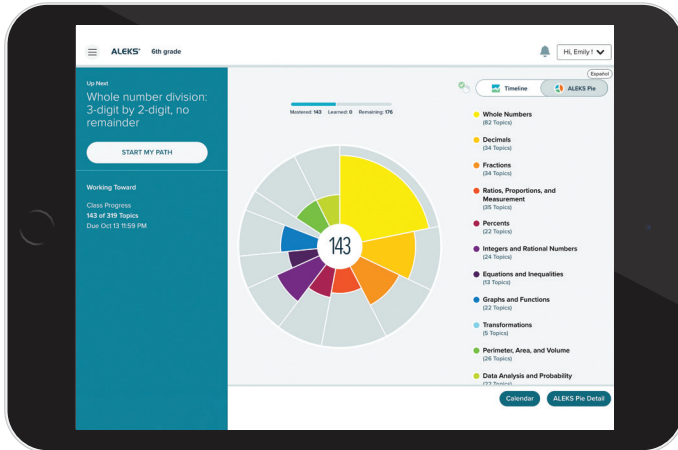 ALEKS® 6th grade
Hi, Emily !
Español
Up Next
Whole number division:
3-digit by 2-digit, no
remainder
START MY PATH
Working Toward
Class Progress
143 of 319 Topics
Due Oct 13 11:59 PM
Mastered: 143 Learned: 0 Remaining: 176
143
Timeline
ALEKS Pie
Whole Numbers
(82 Topics)
Decimals
(34 Topics)
Fractions
(34 Topics)
Ratios, Proportions, and
Measurement
(35 Topics)
Percents
(22 Topics)
Integers and Rational Numbers
(24 Topics)
Equations and Inequalities
(13 Topics)
Graphs and Functions
(22 Topics)
Transformations
(5 Topics)
Perimeter, Area, and Volume
(26 Topics)
Data Analysis and Probability
(22 Topics)
Calendar
ALEKS Pie Detail